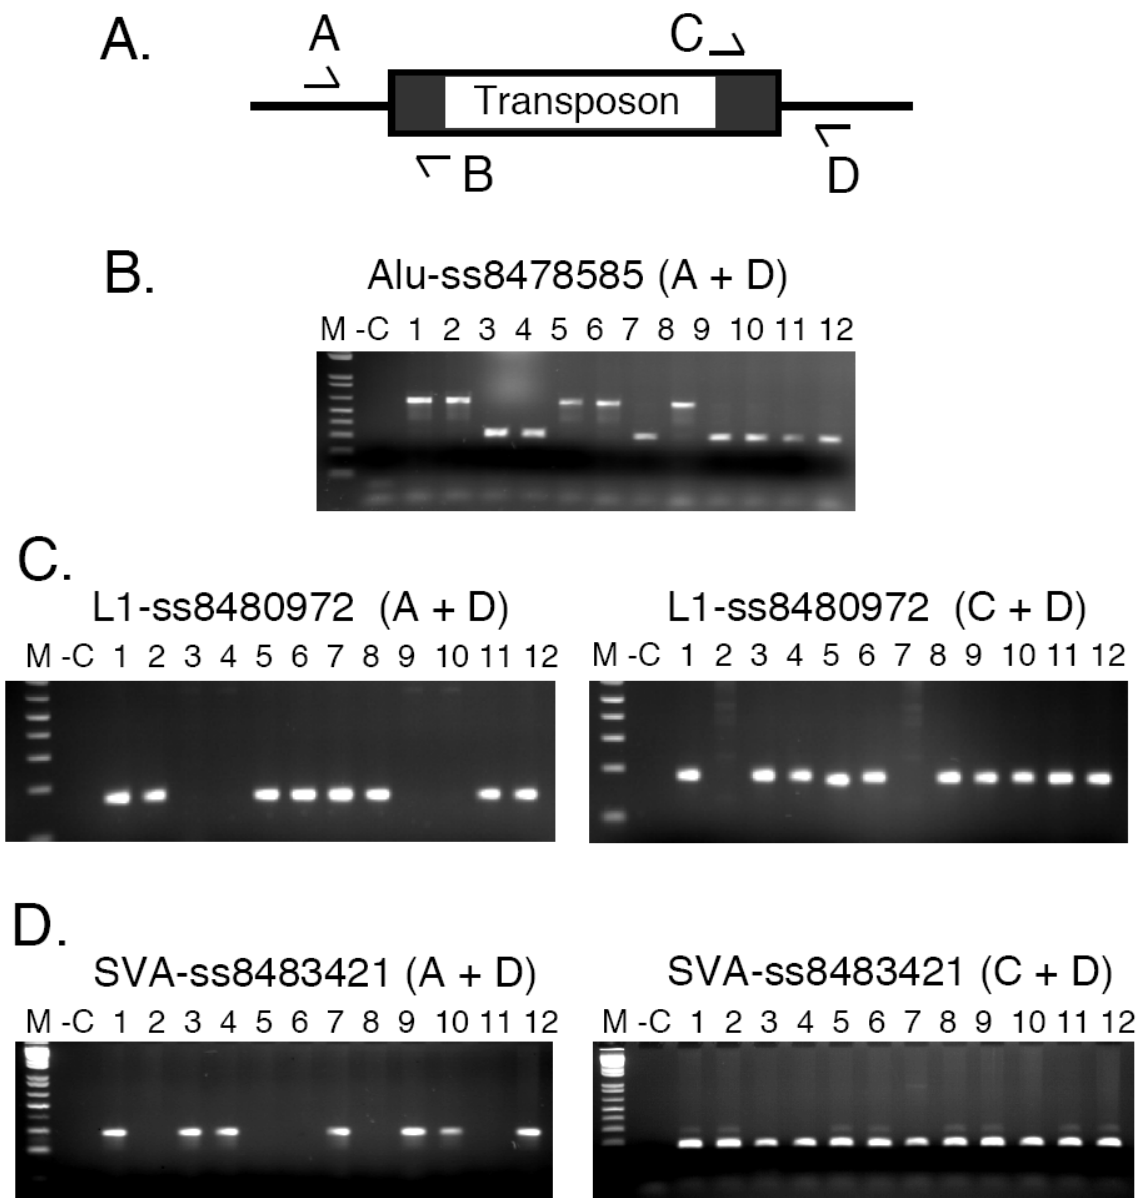 A.
A
C
Transposon
B
D
B.
Alu-ss8478585 (A + D)
M -C 1 2 3 4 5 6 7 8 9 10 11 12
C.
L1-ss8480972 (A + D)
L1-ss8480972 (C + D)
M -C 1 2 3 4 5 6 7 8 9 10 11 12
M -C 1 2 3 4 5 6 7 8 9 10 11 12
D.
SVA-ss8483421 (A + D)
SVA-ss8483421 (C + D)
M -C 1 2 3 4 5 6 7 8 9 10 11 12
M -C 1 2 3 4 5 6 7 8 9 10 11 12